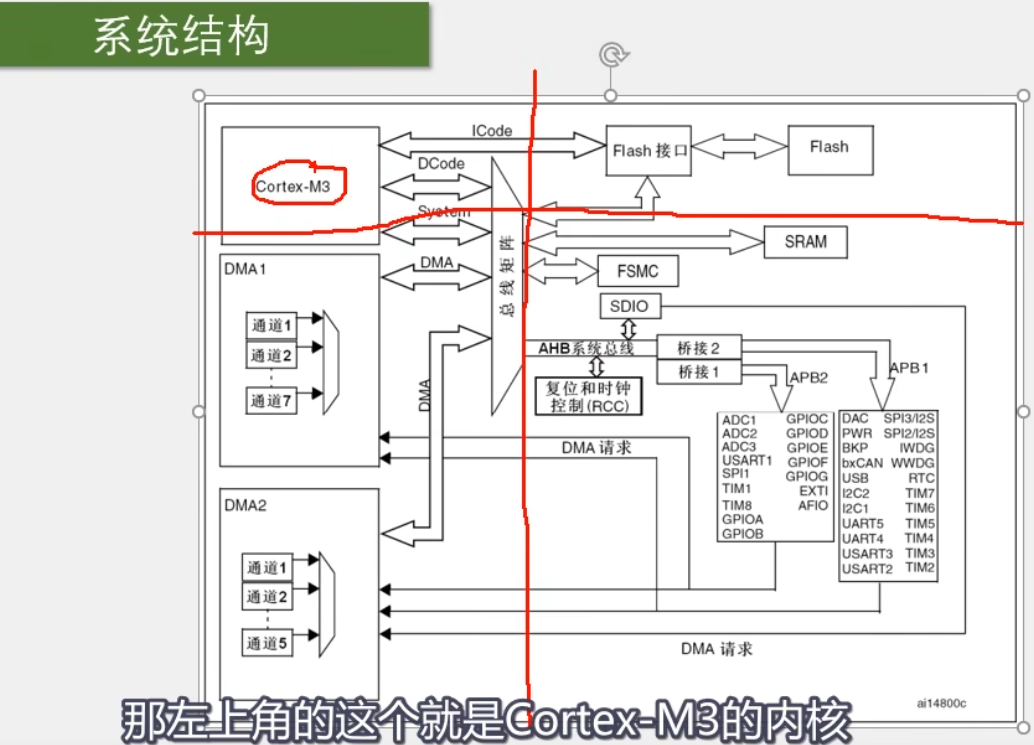 系统结构
ICode
Flash 接口
Flash
DCode
Cortex-M3
System
总线矩阵
SRAM
DMA1
DMA
FSMC
SDIO
通道1
通道2
通道7
AHB系统总线
桥接2
桥接1
复位和时钟
控制(RCC)
APB2
APB1
DMA
ADC1 GPIOC
ADC2 GPIOD
ADC3 GPIOE
USART1 GPIOF
SPI1 GPIOG
TIM1 EXTI
TIM8 AFIO
GPIOA
GPIOB
DAC SPI3/I2S
PWR SPI2/I2S
BKP IWDG
bxCAN WWDG
USB RTC
I2C2 TIM7
I2C1 TIM6
UART5 TIM5
UART4 TIM4
USART3 TIM3
USART2 TIM2
DMA 请求
DMA2
通道1
通道2
通道5
DMA 请求
ai14800c
那左上角的这个就是Cortex-M3的内核